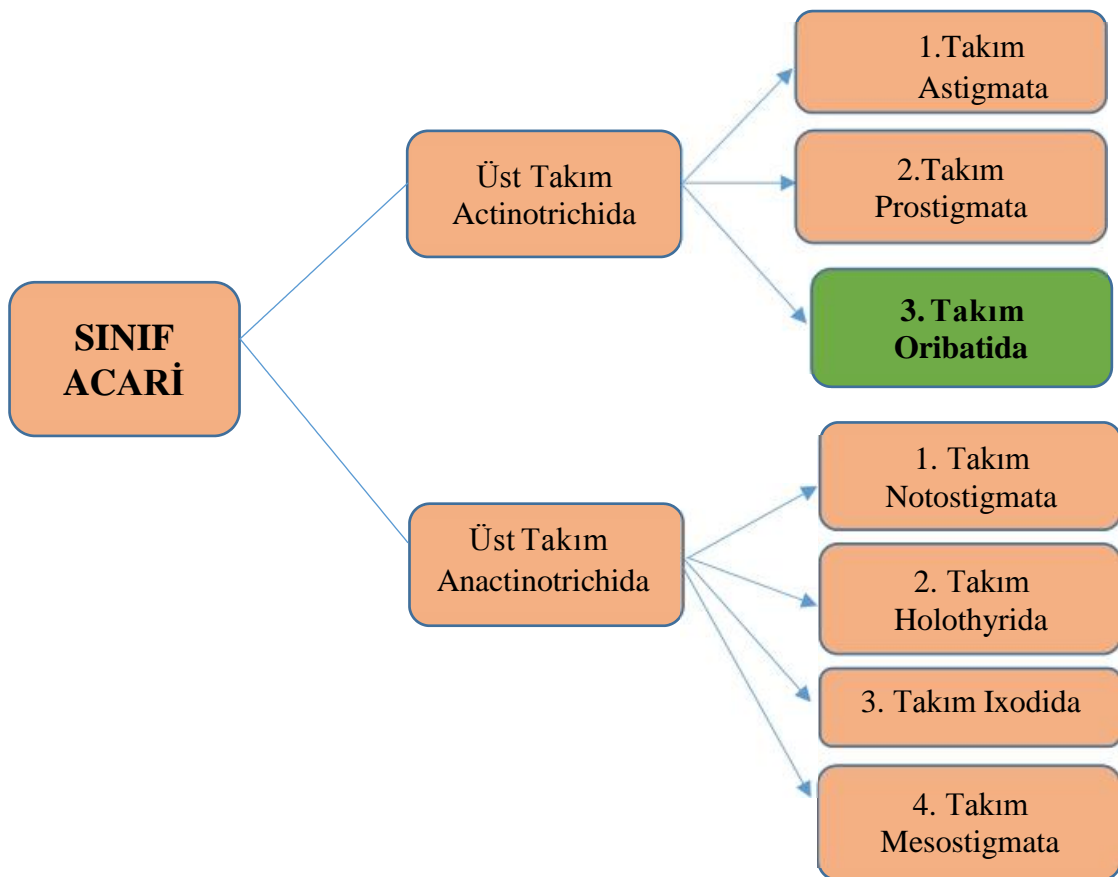 SINIF
ACARİ
Üst Takım
Actinotrichida
1.Takım
Astigmata
2.Takım
Prostigmata
3. Takım
Oribatida
Üst Takım
Anactinotrichida
1. Takım
Notostigmata
2. Takım
Holothyrida
3. Takım Ixodida
4. Takım
Mesostigmata